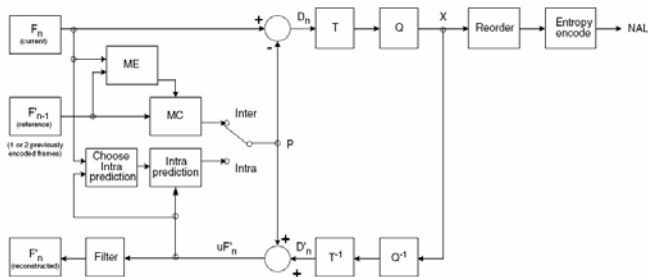 Fn
(current)
+
-
Dn
T
Q
X
Reorder
Entropy
encode
NAL
ME
F'n-1
(reference)
(1 or 2 previously
encoded frames)
MC
Inter
P
Choose
Intra
prediction
Intra
prediction
Intra
F'n
(reconstructed)
Filter
uF'n
+
+
D'n
T-1
Q-1